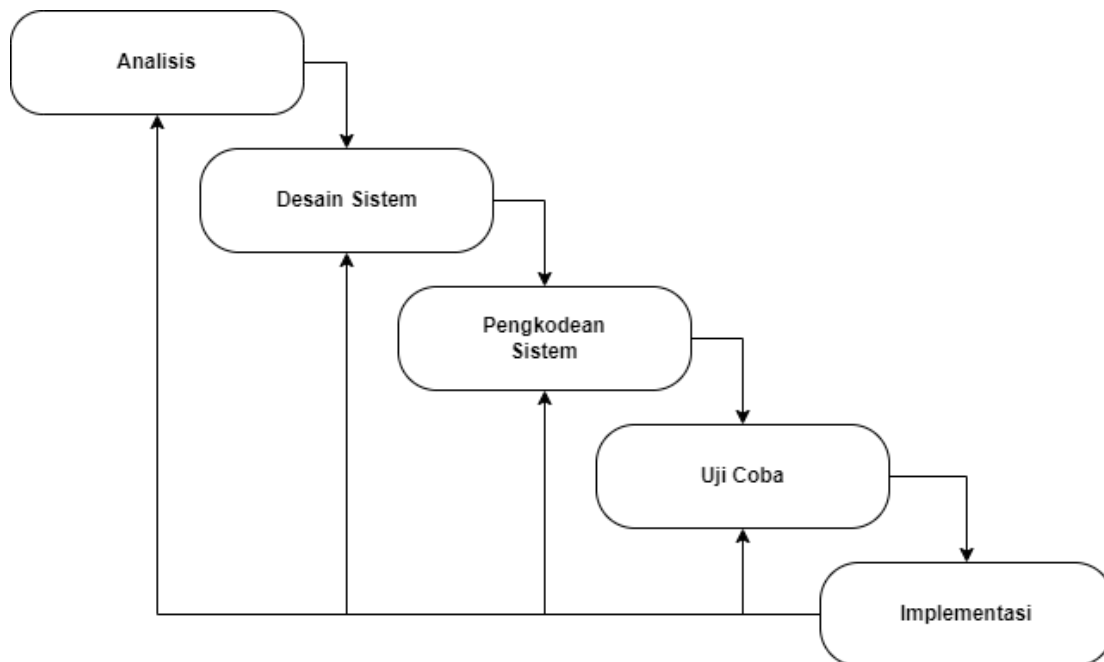 Analisis
Desain Sistem
Pengkodean
Sistem
Uji Coba
Implementasi